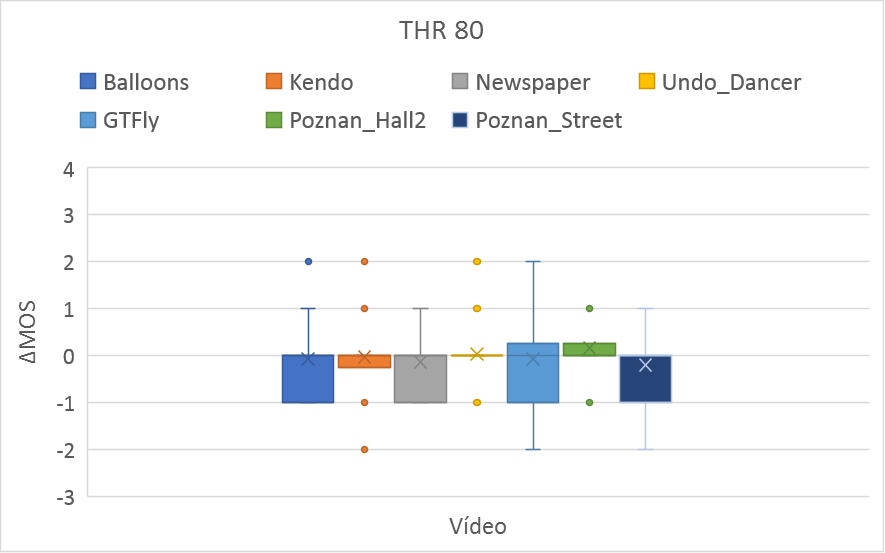 THR 80
Balloons Kendo Newspaper Undo_Dancer
GTFly Poznan_Hall2 Poznan_Street
4
3
2
1
0
-1
-2
-3
ΔMOS
Vídeo